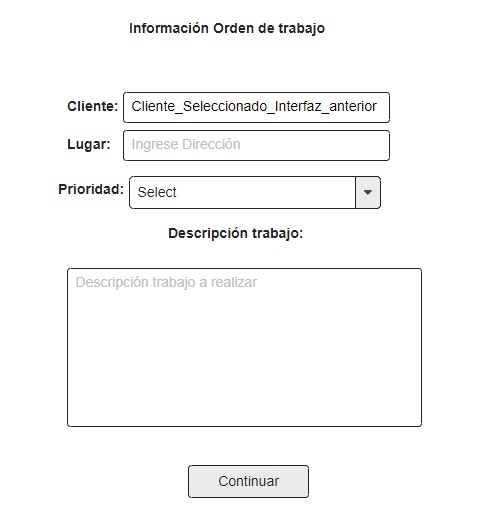 Información Orden de trabajo
Cliente: Cliente_Seleccionado_Interfaz_anterior
Lugar: Ingrese Dirección
Prioridad: Select
Descripción trabajo:
Descripción trabajo a realizar
Continuar